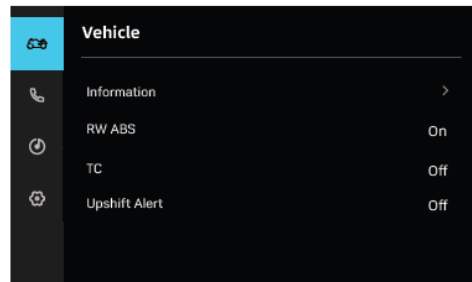 Vehicle
Information
RW ABS On
TC Off
Upshift Alert Off